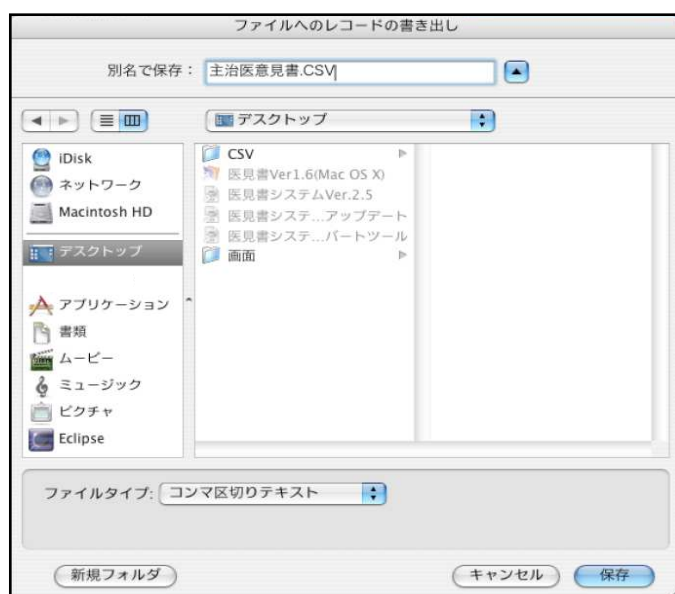 ファイルへのレコードの書き出し
別名で保存：
主治医意見書.CSV
デスクトップ
iDisk
ネットワーク
Macintosh HD
デスクトップ
アプリケーション
書類
ムービー
ミュージック
ピクチャ
Eclipse
CSV
医見書Ver1.6(Mac OS X)
医見書システムVer.2.5
医見書システ...アップデート
医見書システ...バートツール
画面
ファイルタイプ: コンマ区切りテキスト
新規フォルダ
キャンセル
保存